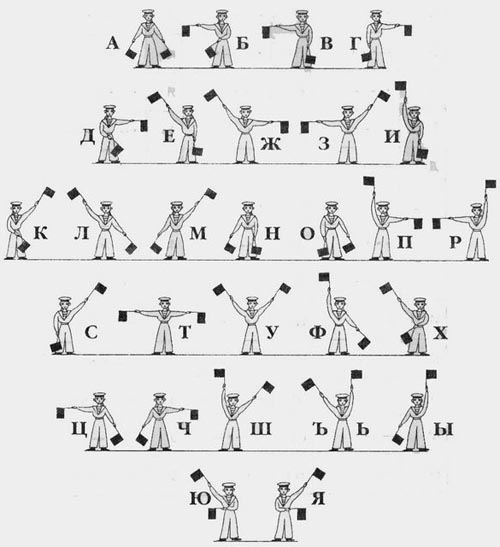 А Б В Г
Д Е Ж З И
К Л М Н О П Р
С Т У Ф Х
Ц Ч Ш Ъ Ь Ы
Ю Я